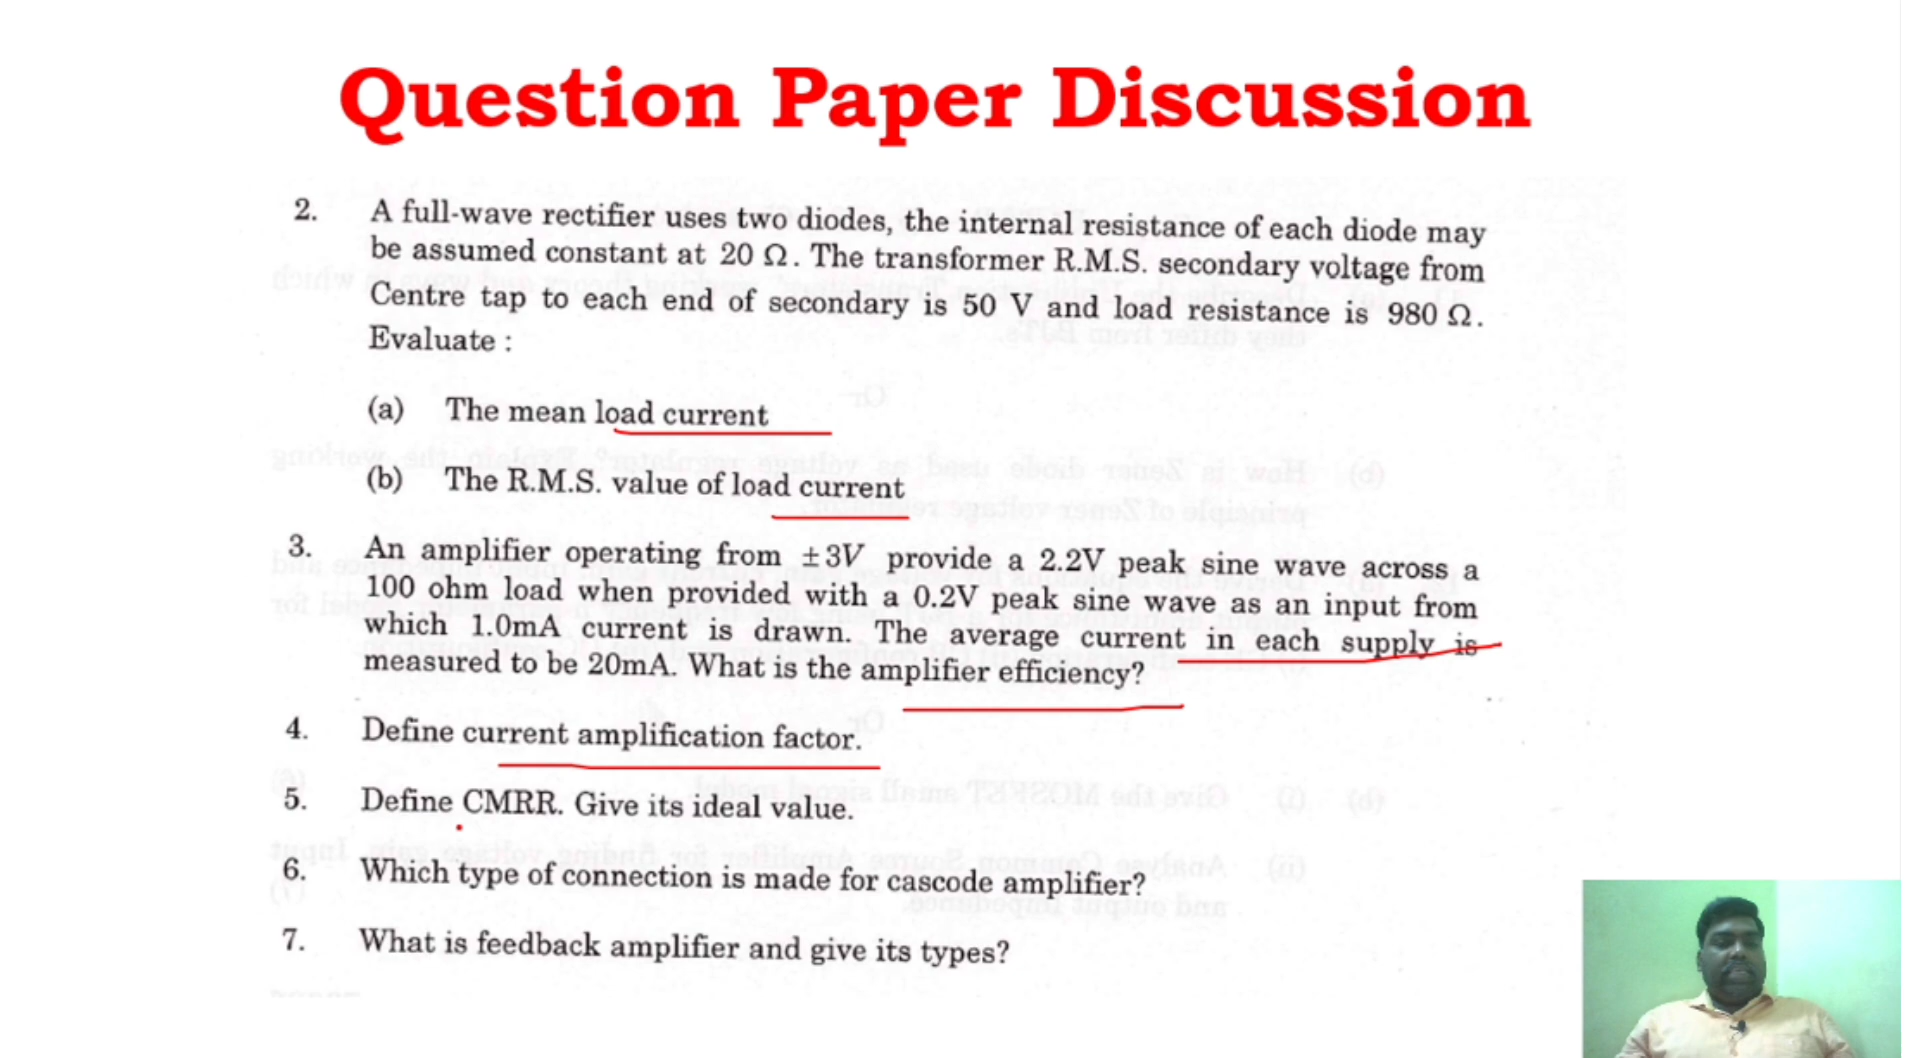 Question Paper Discussion
2. A full-wave rectifier uses two diodes, the internal resistance of each diode may
be assumed constant at 20 Ω. The transformer R.M.S. secondary voltage from
Centre tap to each end of secondary is 50 V and load resistance is 980 Ω.
Evaluate :
(a) The mean load current
(b) The R.M.S. value of load current
3. An amplifier operating from ±3V provide a 2.2V peak sine wave across a
100 ohm load when provided with a 0.2V peak sine wave as an input from
which 1.0mA current is drawn. The average current in each supply is
measured to be 20mA. What is the amplifier efficiency?
4. Define current amplification factor.
5. Define CMRR. Give its ideal value.
6. Which type of connection is made for cascode amplifier?
7. What is feedback amplifier and give its types?